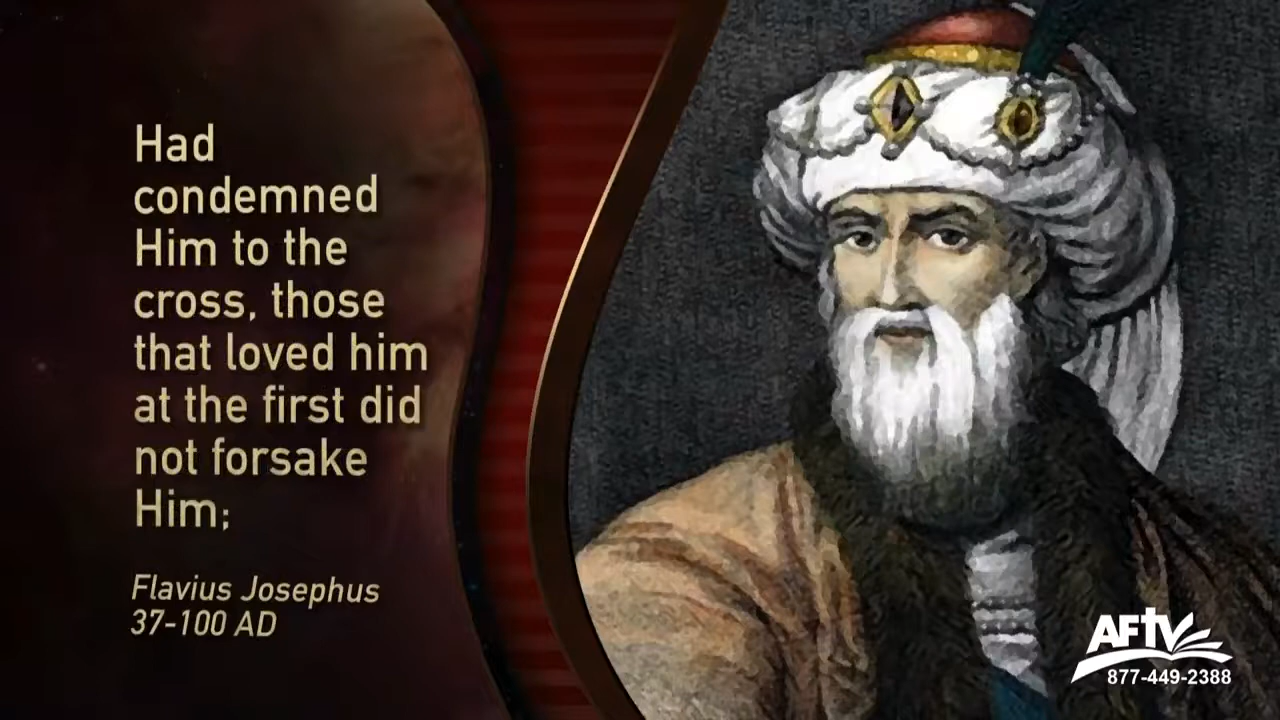 Had
condemned
Him to the
cross, those
that loved him
at the first did
not forsake
Him;
Flavius Josephus
37-100 AD
AFtv
877-449-2388